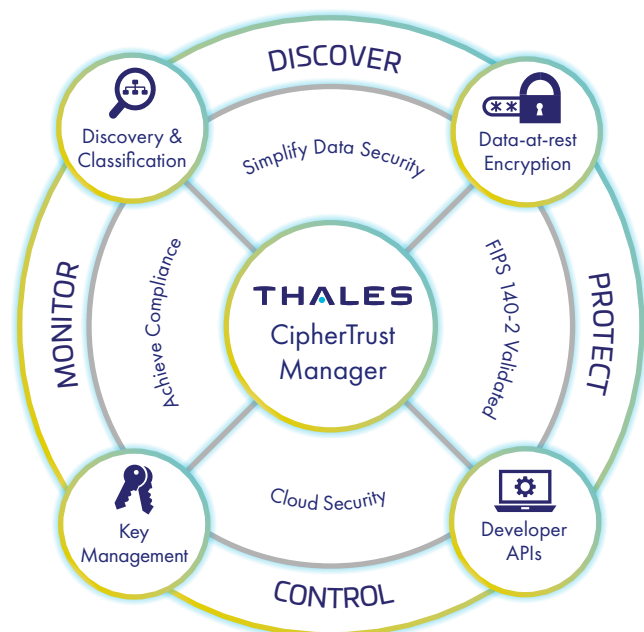 DISCOVER
Discovery &
Classification
**
Data-at-rest
Encryption
Simplify Data Security
MONITOR
Achieve Compliance
THALES
CipherTrust
Manager
FIPS 140-2 Validated
PROTECT
Cloud Security
Key
Management
Developer
APIs
CONTROL